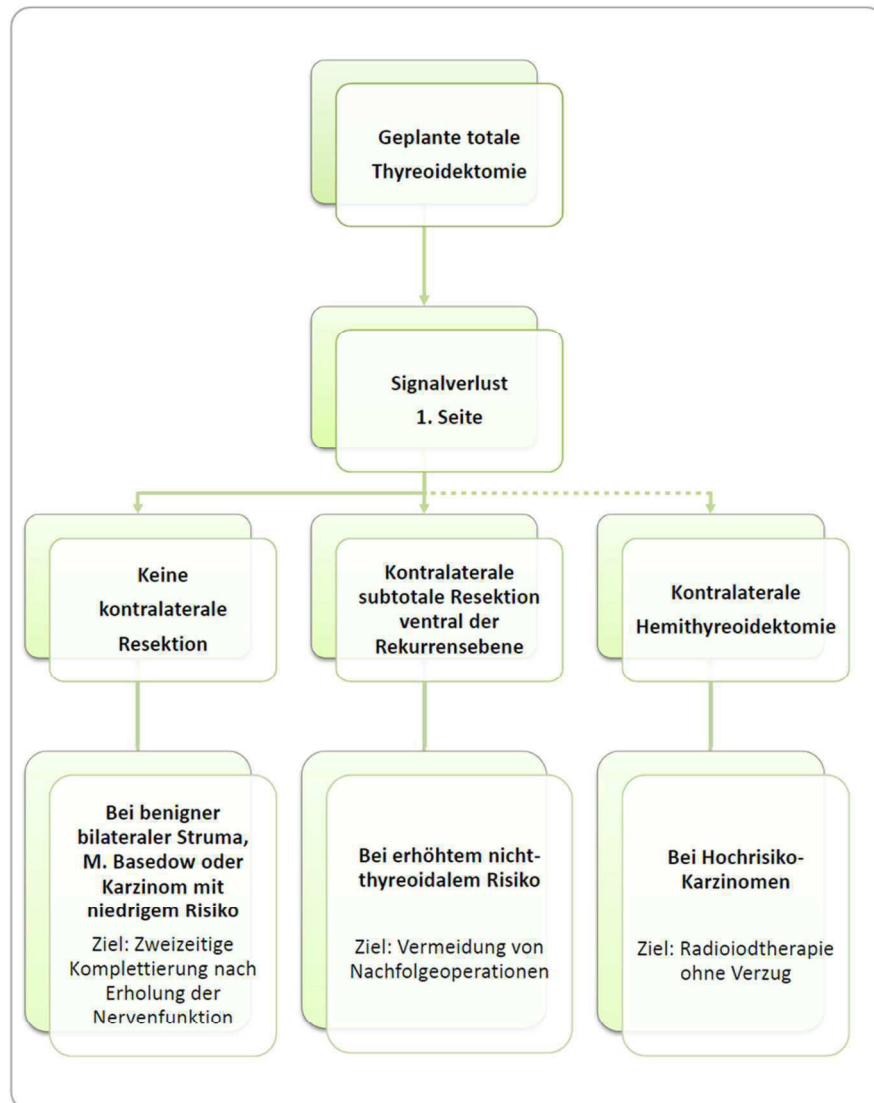 Geplante totale
Thyreoidektomie
Signalverlust
1. Seite
Keine
kontralaterale
Resektion
Kontralaterale
subtotale Resektion
ventral der
Rekurrensebene
Kontralaterale
Hemithyreoidektomie
Bei benigner
bilateraler Struma,
M. Basedow oder
Karzinom mit
niedrigem Risiko
Ziel: Zweizeitige
Komplettierung nach
Erholung der
Nervenfunktion
Bei erhöhtem nicht-
thyreoidalem Risiko
Ziel: Vermeidung von
Nachfolgeoperationen
Bei Hochrisiko-
Karzinomen
Ziel: Radioiodtherapie
ohne Verzug